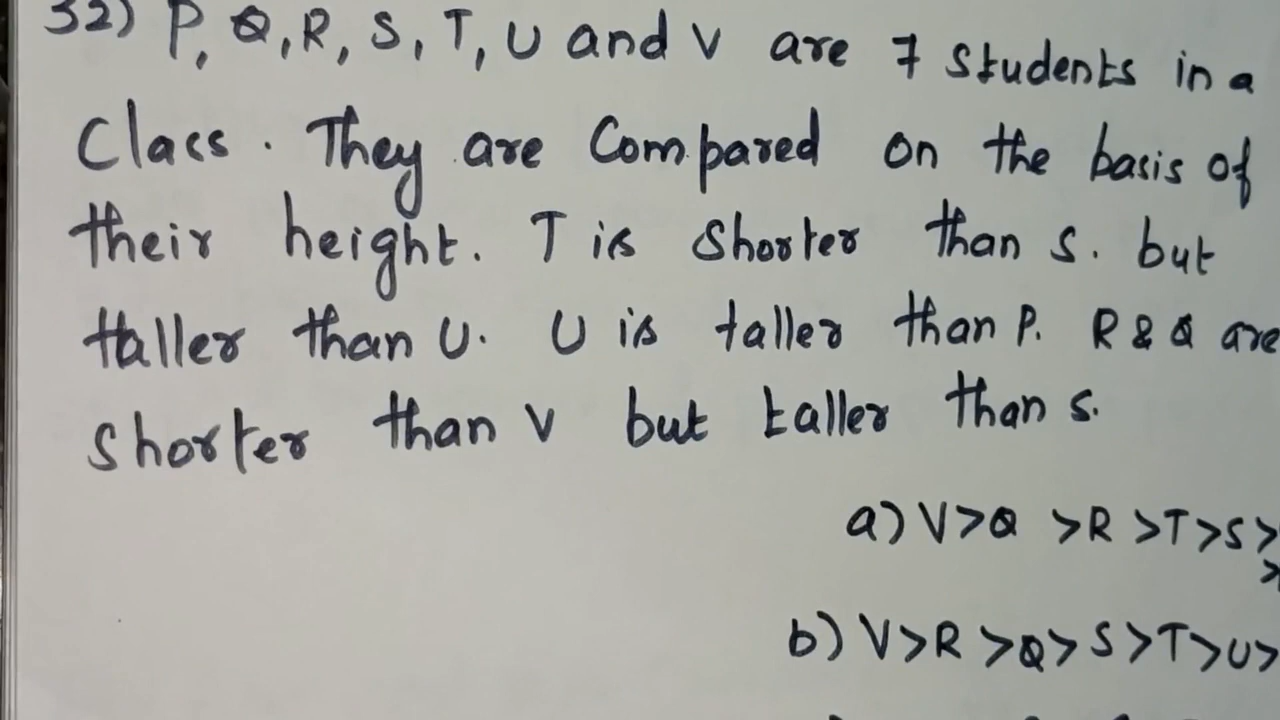 32) P, Q, R, S, T, U and V are 7 students in a
Class. They are Compared on the basis of
their height. T is shorter than S. but
taller than U. U is taller than P. R & Q are
shorter than V but taller than S.
a) V>Q >R >T>S>
>
b) V>R >Q> S>T>U>